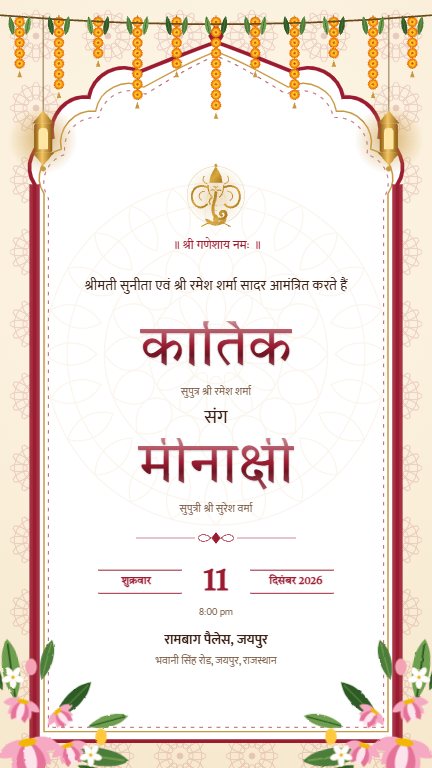 ॥ श्री गणेशाय नमः ॥
श्रीमती सुनीता एवं श्री रमेश शर्मा सादर आमंत्रित करते हैं
कातिक
सुपुत्र श्री रमेश शर्मा
संग
मीनाक्षी
सुपुत्री श्री सुरेश वर्मा
शुक्रवार 11 दिसंबर 2026
8:00 pm
रामबाग पैलेस, जयपुर
भवानी सिंह रोड, जयपुर, राजस्थान